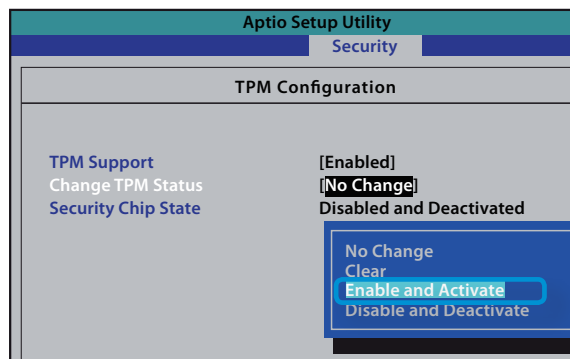 Aptio Setup Utility
Security
TPM Configuration
TPM Support [Enabled]
Change TPM Status [No Change]
Security Chip State Disabled and Deactivated
No Change
Clear
Enable and Activate
Disable and Deactivate